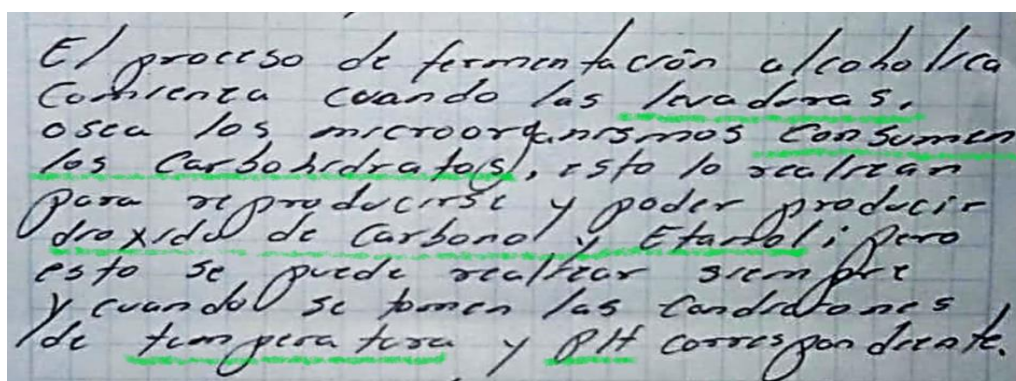 El proceso de fermentación alcoholica
Comienza cuando las levaduras,
osea los microorganismos consumen
los Carbohidratos, esto lo realizan
para reproducirse y poder producir
dioxido de Carbono y Etanol; pero
esto se puede realizar siempre
y cuando se tomen las Condiciones
de temperatura y PH correspondiente.